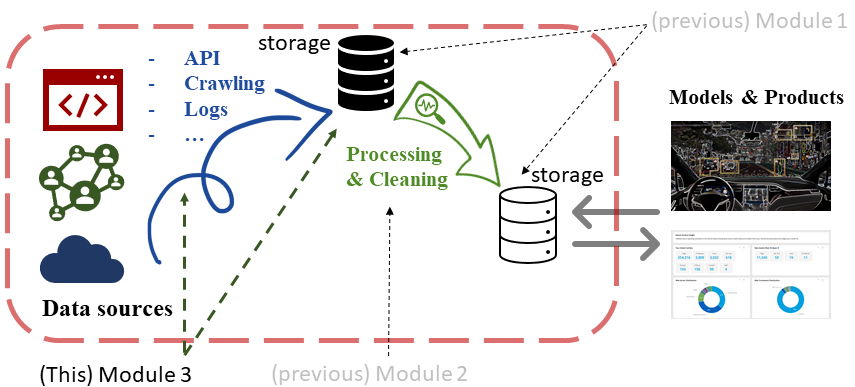 (previous) Module 1
storage
- API
- Crawling
- Logs
- ...
</>
Models & Products
Processing
& Cleaning
storage
Data sources
(This) Module 3
(previous) Module 2